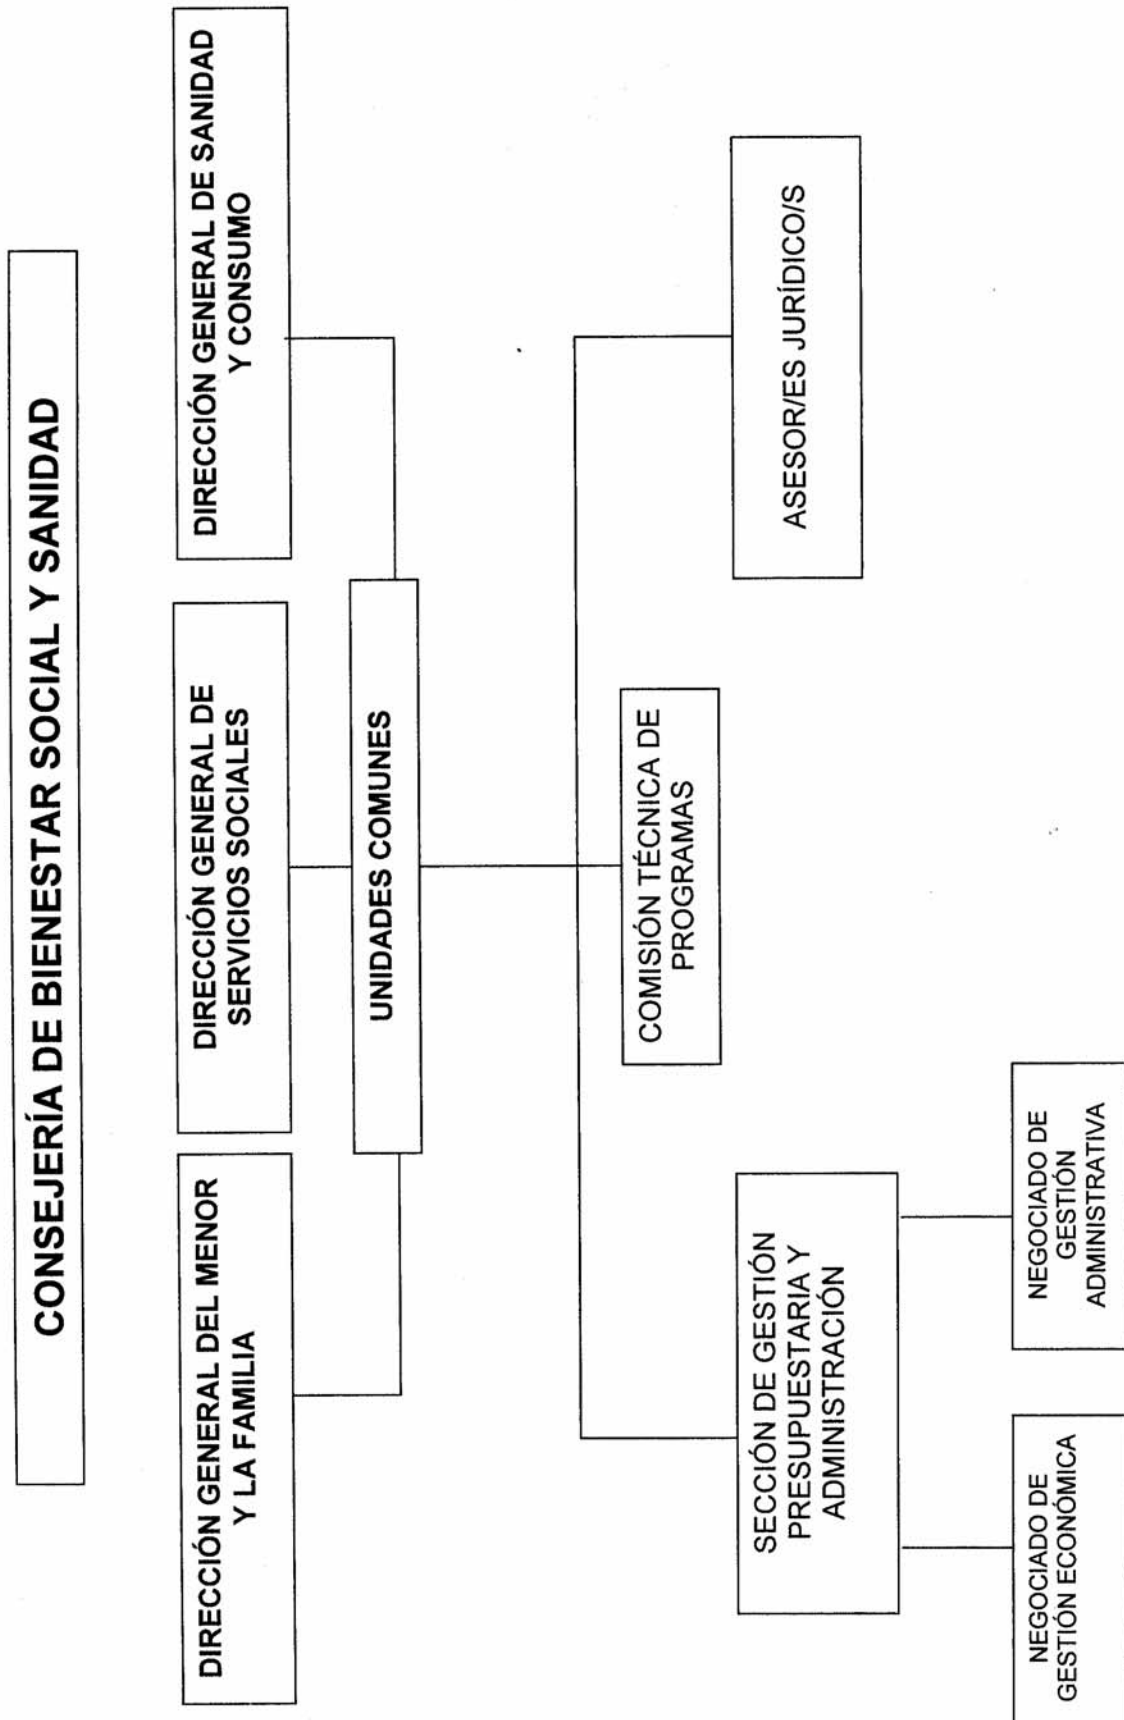 CONSEJERÍA DE BIENESTAR SOCIAL Y SANIDAD
DIRECCIÓN GENERAL DEL MENOR
Y LA FAMILIA
DIRECCIÓN GENERAL DE
SERVICIOS SOCIALES
DIRECCIÓN GENERAL DE SANIDAD
Y CONSUMO
UNIDADES COMUNES
COMISIÓN TÉCNICA DE
PROGRAMAS
SECCIÓN DE GESTIÓN
PRESUPUESTARIA Y
ADMINISTRACIÓN
ASESOR/ES JURÍDICO/S
NEGOCIADO DE
GESTIÓN ECONÓMICA
NEGOCIADO DE
GESTIÓN
ADMINISTRATIVA